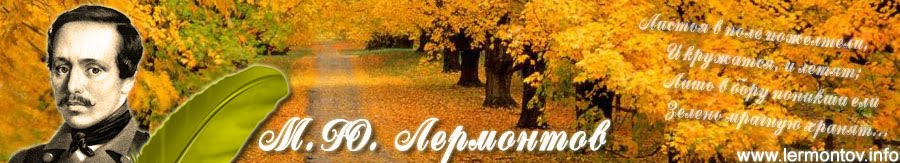 Листья в поле пожелтели,
И кружатся, и летят;
Лишь в бору поникши ели
Зелень мрачную хранят...
М.Ю. Лермонтов
www.lermontov.info